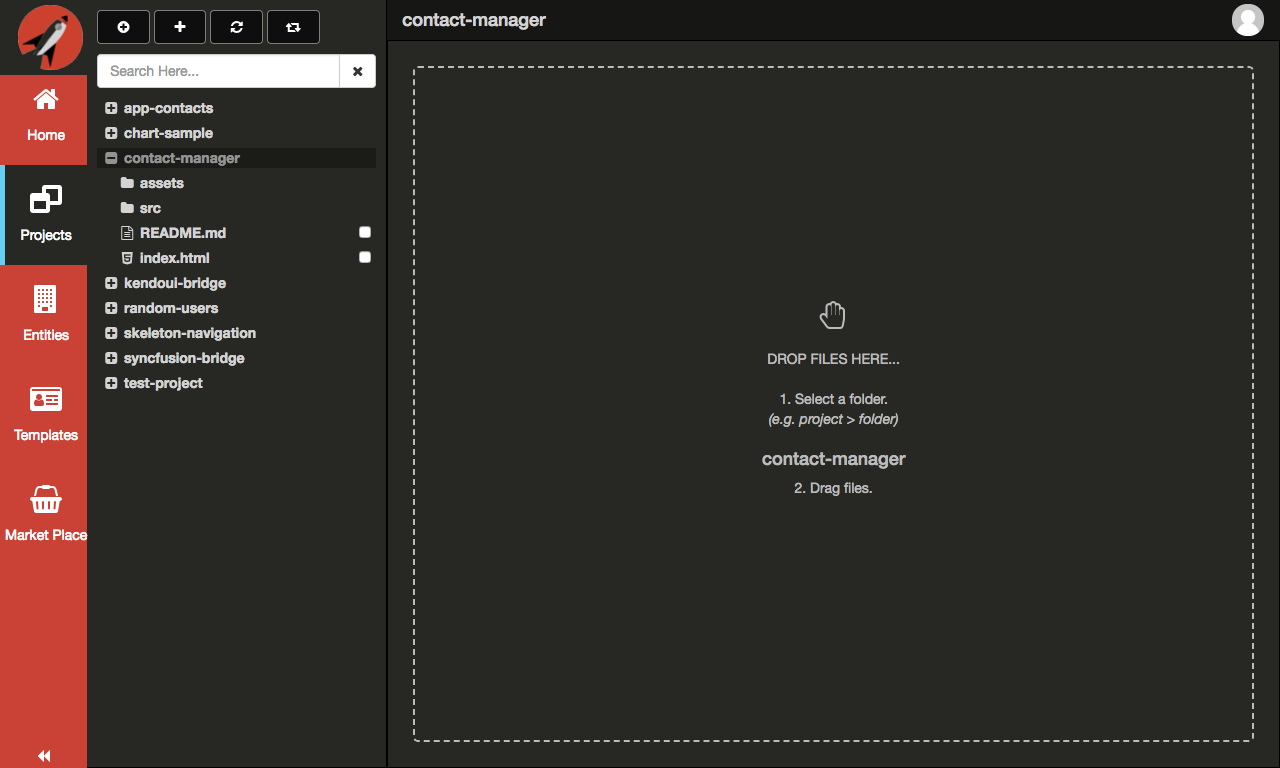 Home
Projects
Entities
Templates
Market Place
Search Here...
app-contacts
chart-sample
contact-manager
assets
src
README.md
index.html
kendoui-bridge
random-users
skeleton-navigation
syncfusion-bridge
test-project
contact-manager
DROP FILES HERE...
1. Select a folder.
(e.g. project > folder)
contact-manager
2. Drag files.